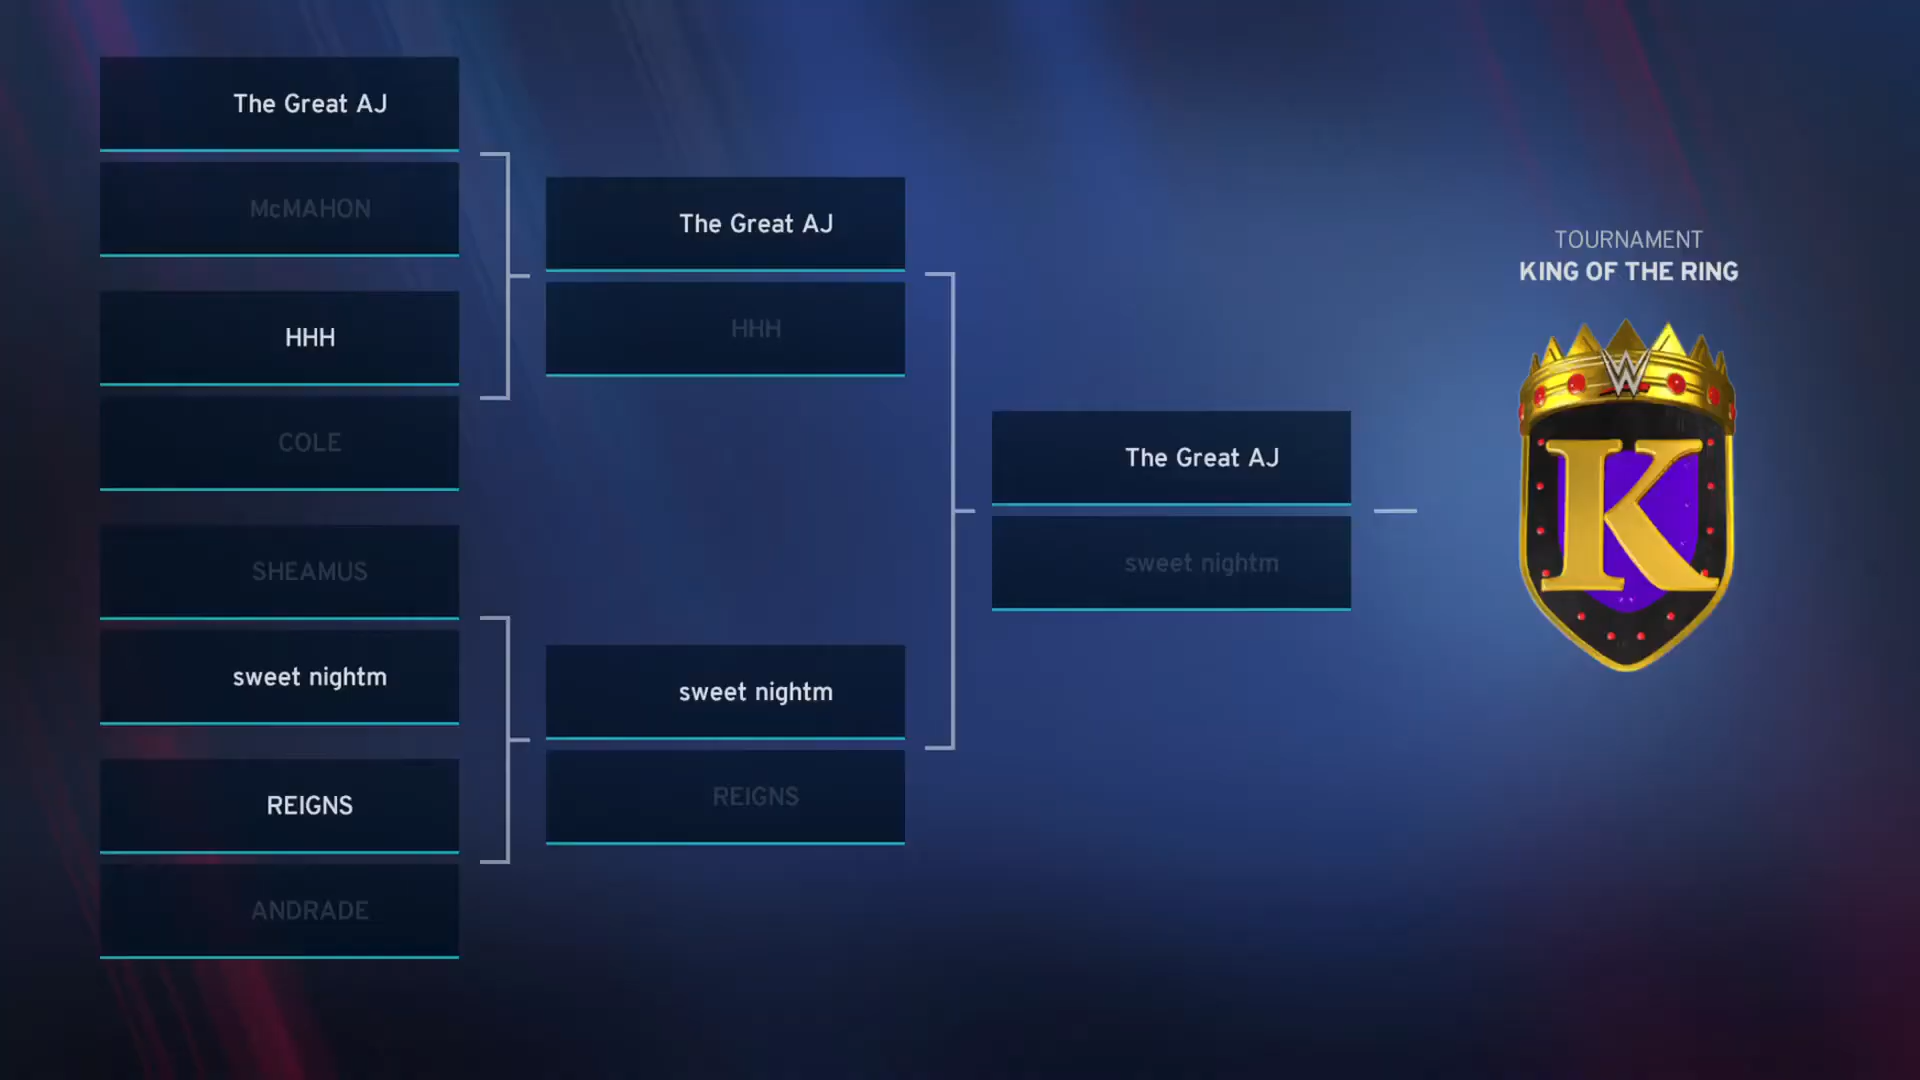 The Great AJ
McMAHON
HHH
COLE
SHEAMUS
sweet nightm
REIGNS
ANDRADE
The Great AJ
HHH
sweet nightm
REIGNS
The Great AJ
sweet nightm
TOURNAMENT
KING OF THE RING
W
K